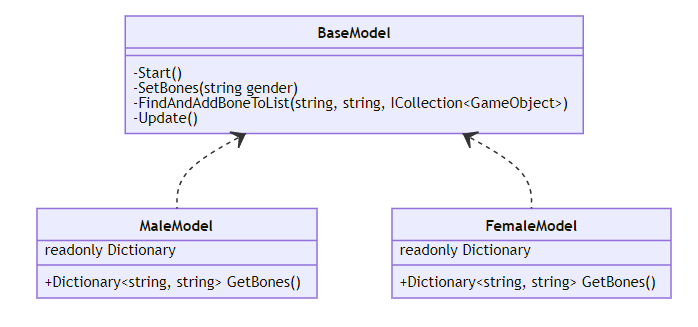 BaseModel
-Start()
-SetBones(string gender)
-FindAndAddBoneToList(string, string, ICollection<GameObject>)
-Update()
MaleModel
readonly Dictionary
+Dictionary<string, string> GetBones()
FemaleModel
readonly Dictionary
+Dictionary<string, string> GetBones()